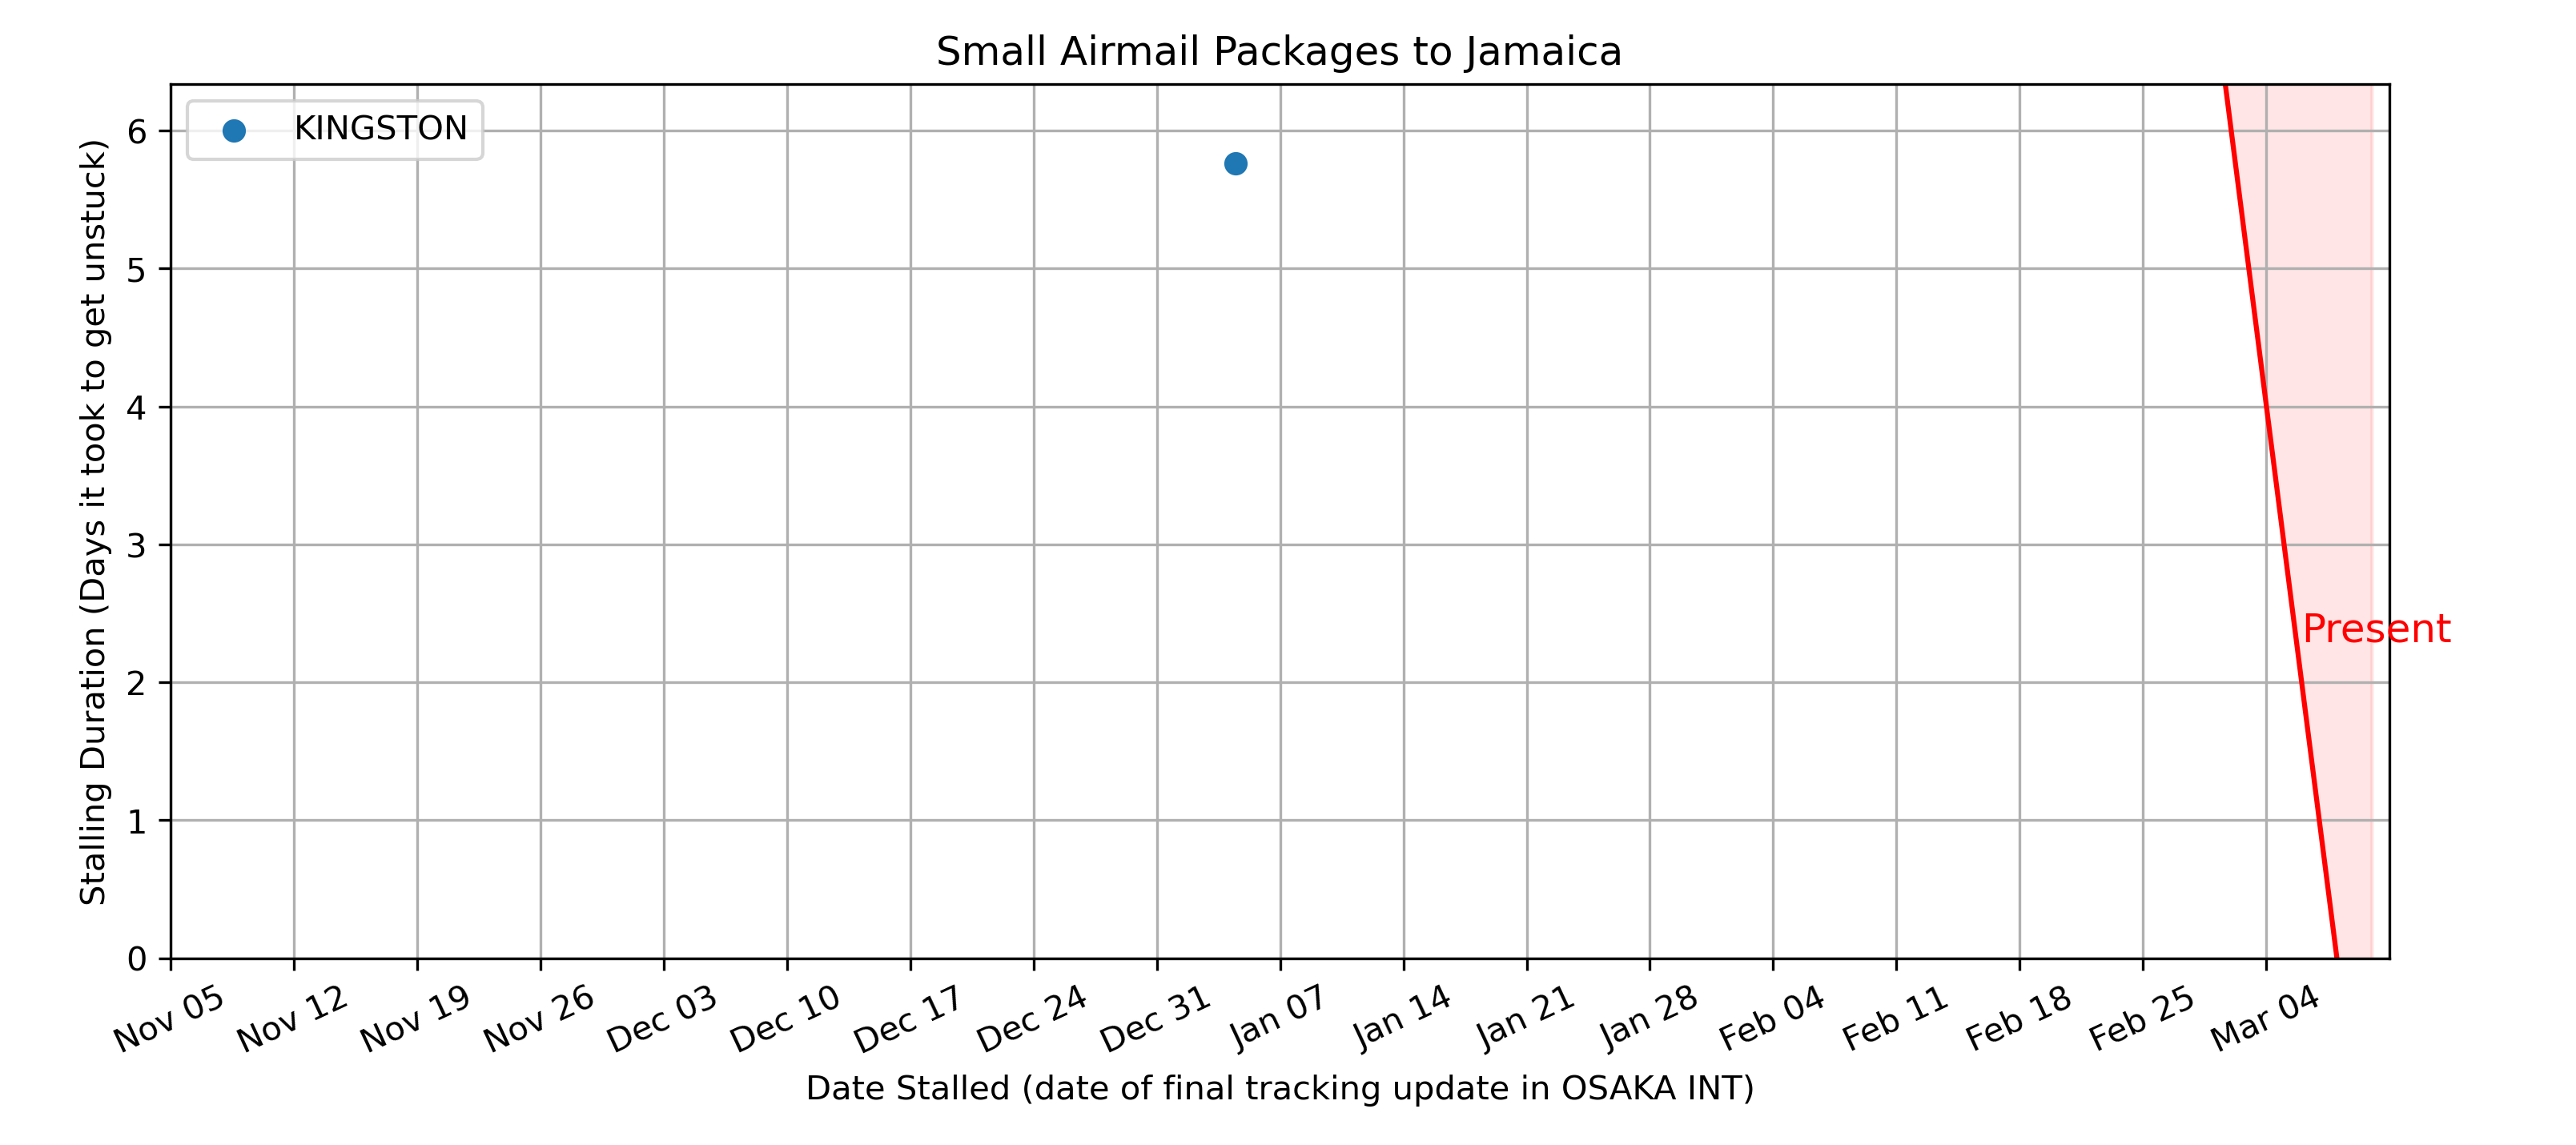 Small Airmail Packages to Jamaica
KINGSTON
Stalling Duration (Days it took to get unstuck)
6
5
4
3
2
1
0
Present
Nov 05
Nov 12
Nov 19
Nov 26
Dec 03
Dec 10
Dec 17
Dec 24
Dec 31
Jan 07
Jan 14
Jan 21
Jan 28
Feb 04
Feb 11
Feb 18
Feb 25
Mar 04
Date Stalled (date of final tracking update in OSAKA INT)